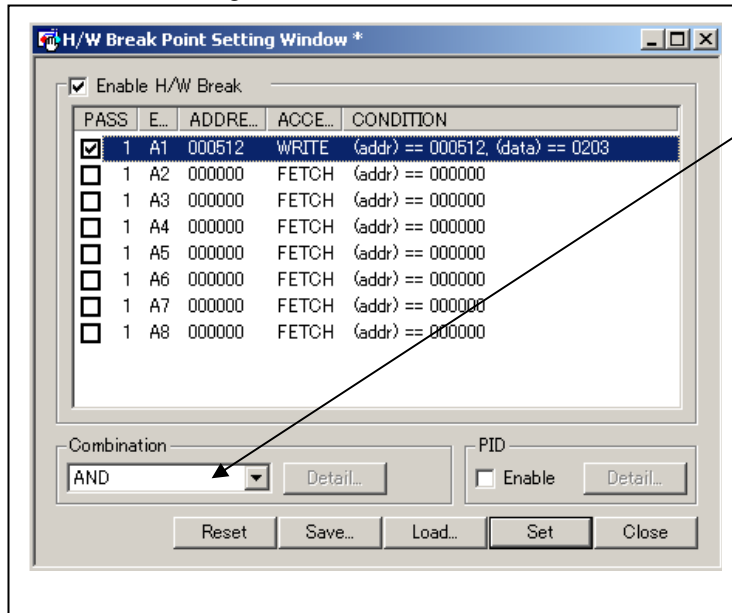 H/W Break Point Setting Window *
Enable H/W Break
PASS E... ADDRE... ACCE... CONDITION
1 A1 000512 WRITE (addr) == 000512, (data) == 0203
1 A2 000000 FETCH (addr) == 000000
1 A3 000000 FETCH (addr) == 000000
1 A4 000000 FETCH (addr) == 000000
1 A5 000000 FETCH (addr) == 000000
1 A6 000000 FETCH (addr) == 000000
1 A7 000000 FETCH (addr) == 000000
1 A8 000000 FETCH (addr) == 000000
Combination PID
AND Detail... Enable Detail...
Reset Save... Load... Set Close